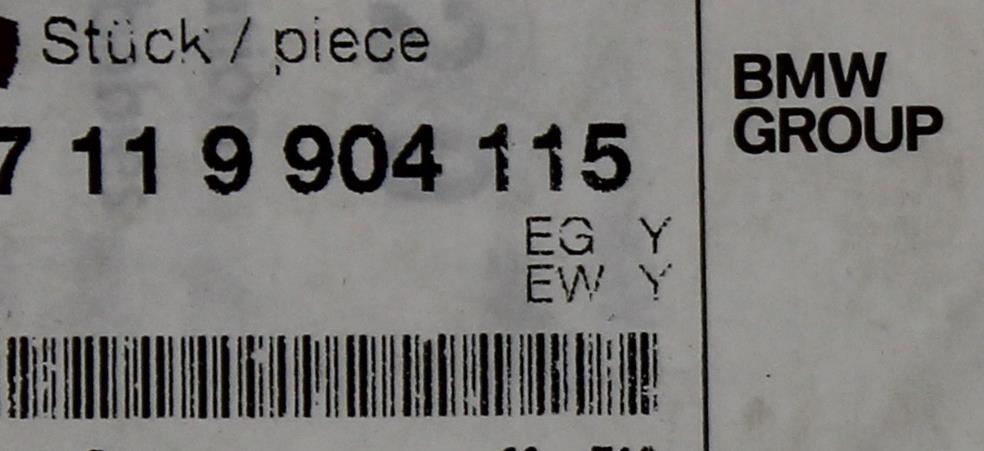 Stück / piece
7 11 9 904 115
EG Y
EW Y
BMW
GROUP